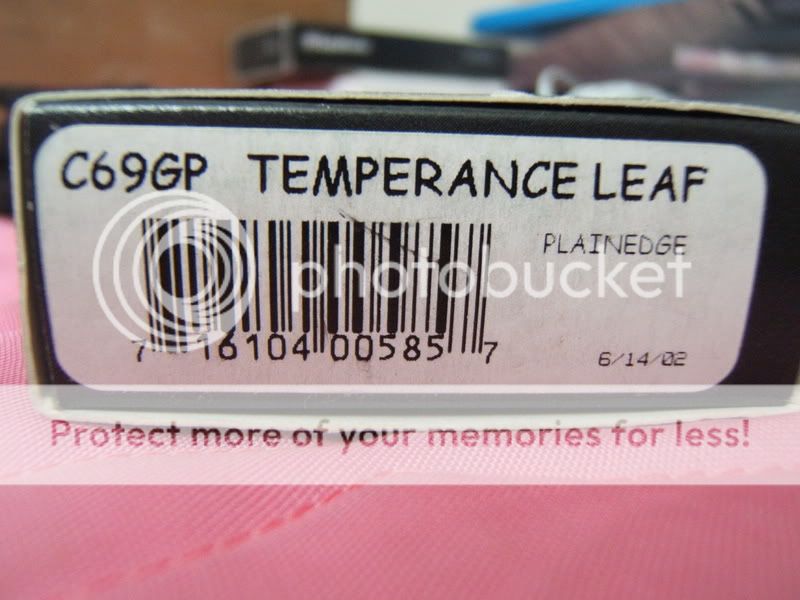 C69GP TEMPERANCE LEAF
PLAINEDGE
photobucket
7 16104 00585 7
6/14/02
Protect more of your memories for less!